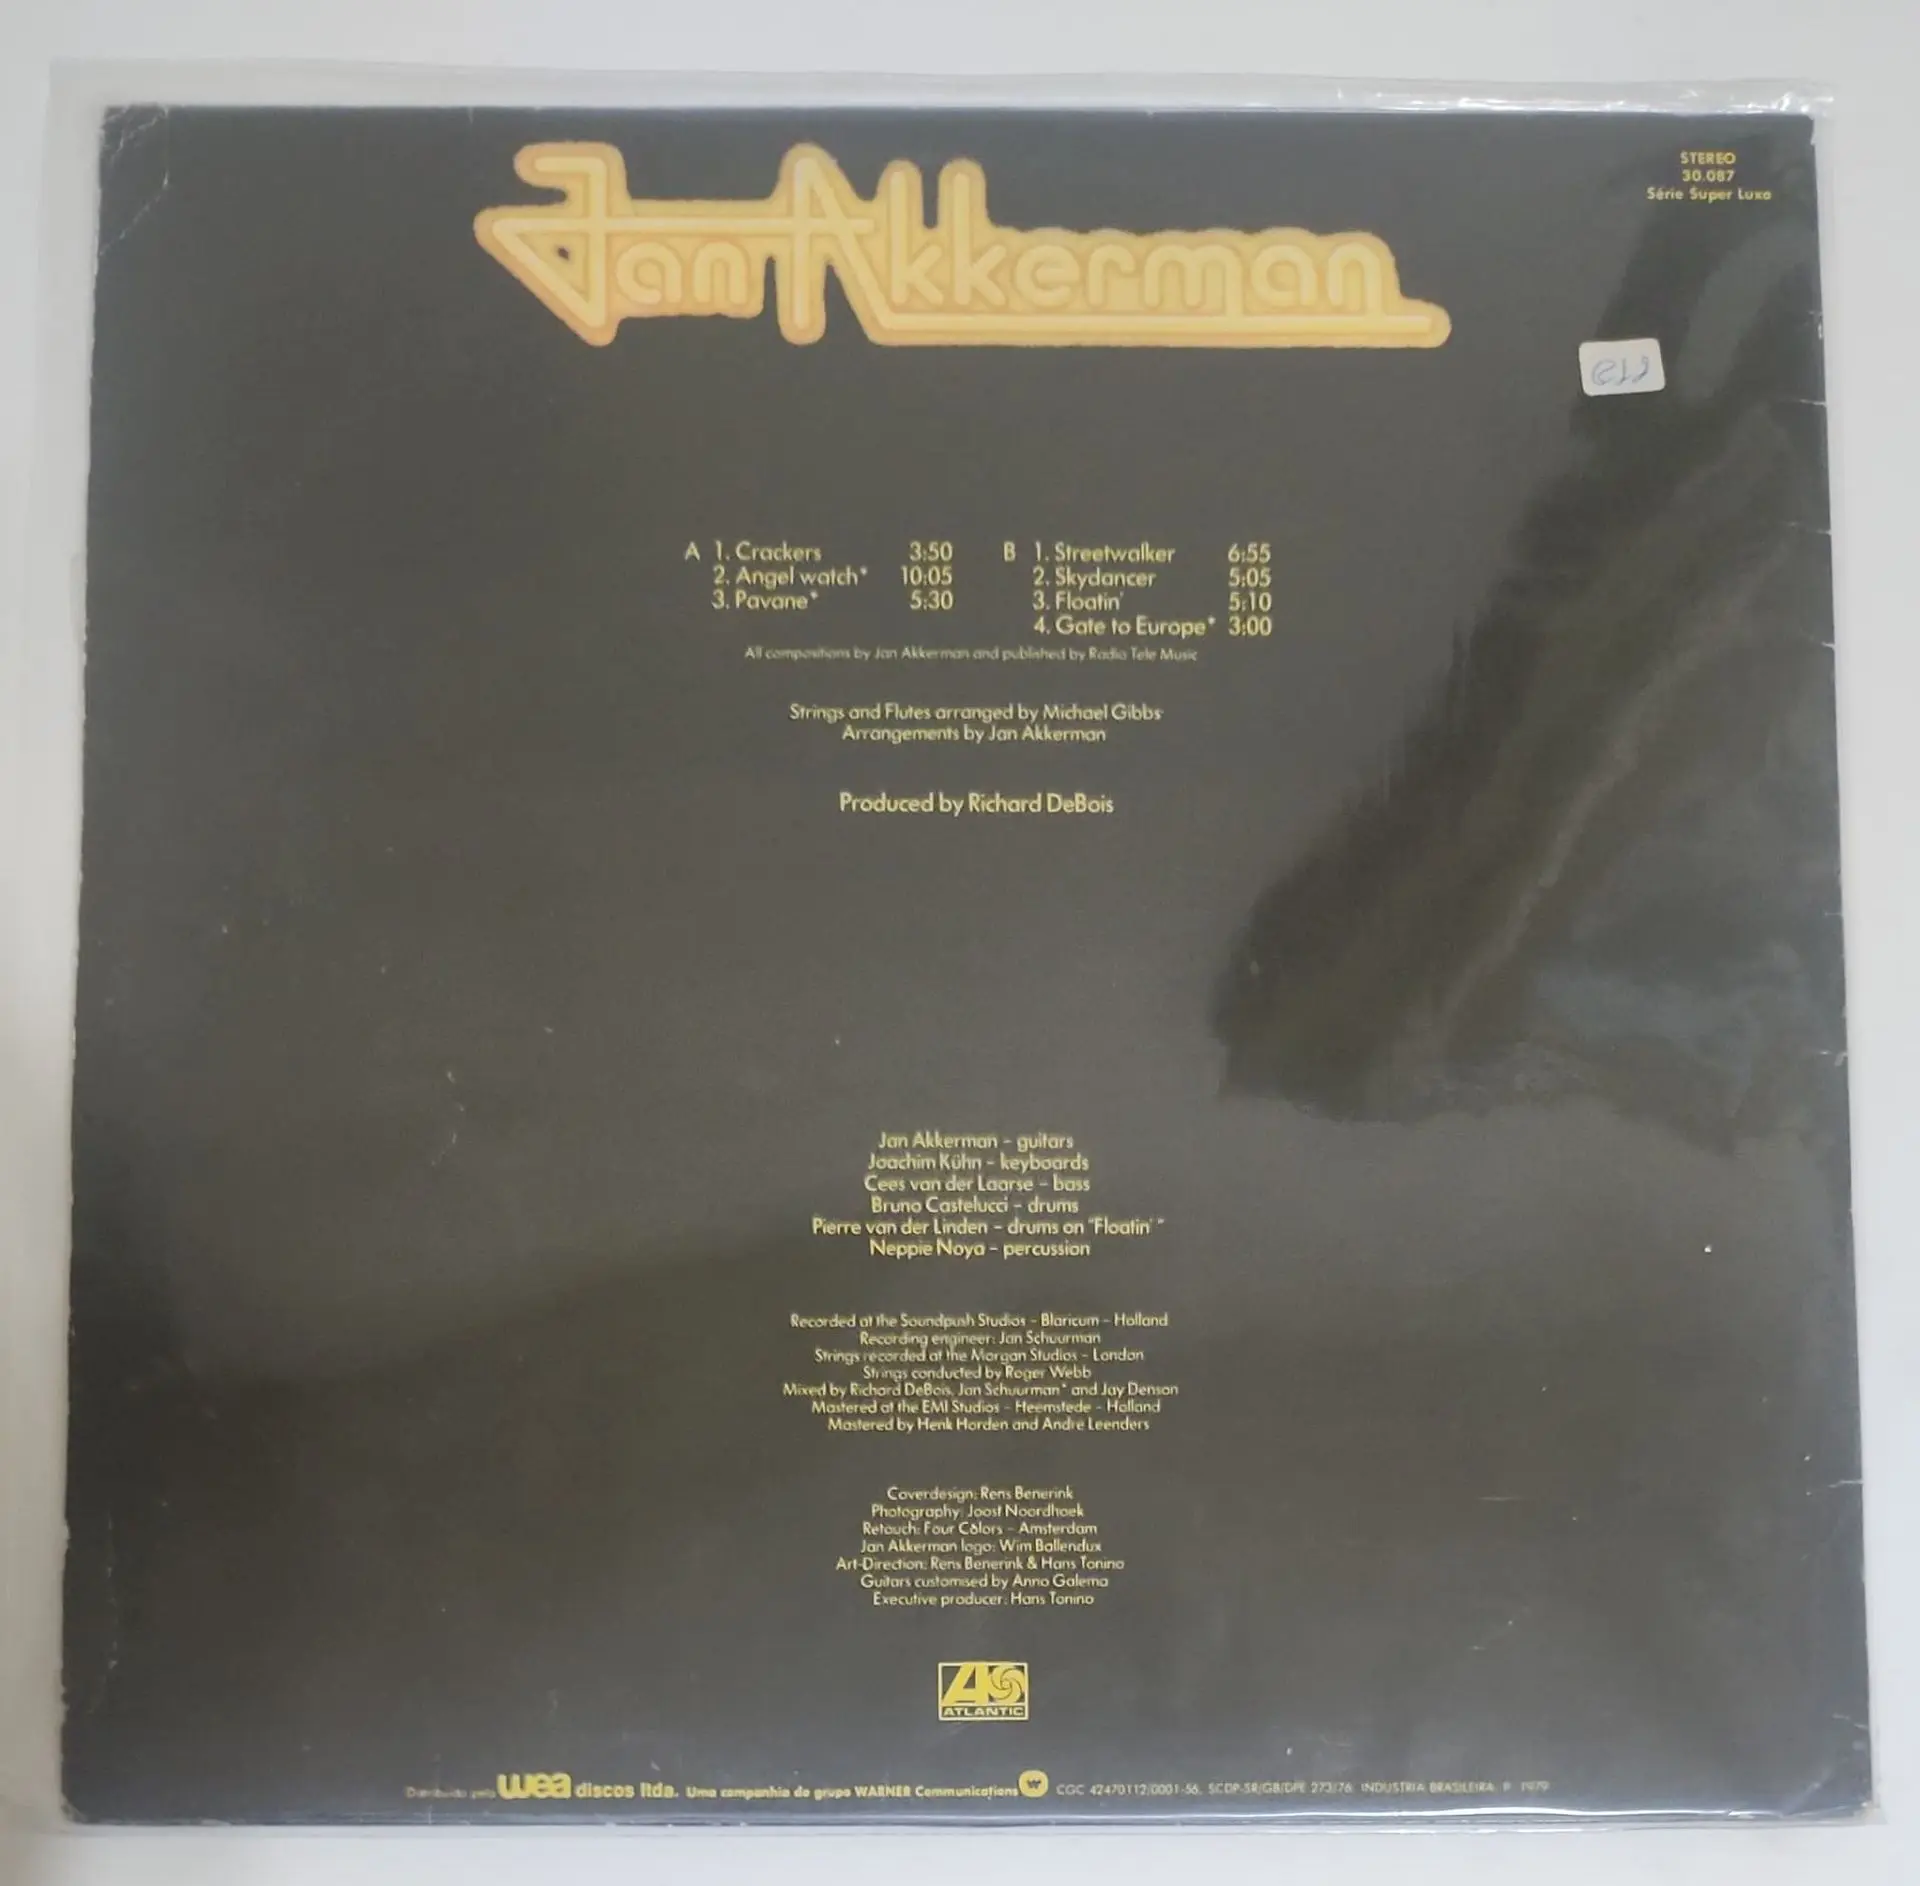 Jan Akkerman
STEREO
30.087
Série Super Luxo
A 1. Crackers 3:50
2. Angel watch* 10:05
3. Pavane* 5:30
B 1. Streetwalker 6:55
2. Skydancer 5:05
3. Floatin' 5:10
4. Gate to Europe* 3:00
All compositions by Jan Akkerman and published by Radio Tele Music
Strings and Flutes arranged by Michael Gibbs
Arrangements by Jan Akkerman
Produced by Richard DeBois
Jan Akkerman – guitars
Joachim Kühn – keyboards
Cees van der Laarse – bass
Bruno Castelucci – drums
Pierre van der Linden – drums on "Floatin' "
Neppie Noya – percussion
Recorded at the Soundpush Studios – Blaricum – Holland
Recording engineer: Jan Schuurman
Strings recorded at the Morgan Studios – London
Strings conducted by Roger Webb
Mixed by Richard DeBois, Jan Schuurman* and Jay Denson
Mastered at the EMI Studios – Heemstede – Holland
Mastered by Henk Horden and Andre Leenders
Coverdesign: Rens Benerink
Photography: Joost Noordhoek
Retouch: Four Colors – Amsterdam
Jan Akkerman logo: Wim Ballendux
Art-Direction: Rens Benerink & Hans Tonino
Guitars customised by Anno Galema
Executive producer: Hans Tonino
ATLANTIC
Distribuido pela wea discos ltda. Uma companhia do grupo WARNER Communications CGC 42470112/0001-56. SCDP-SR/GB/DPF 273/76. INDUSTRIA BRASILEIRA P 1979